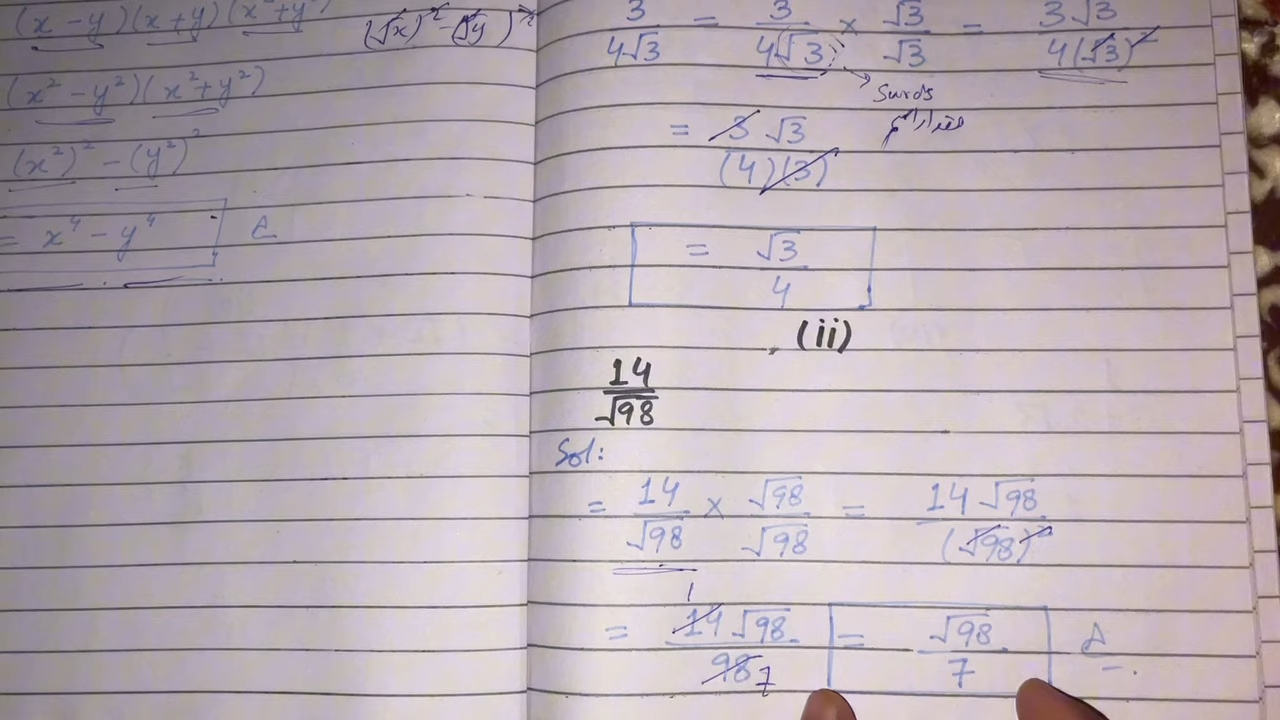 (x - y)(x + y)(x² + y²)
(√x)² - (√y)²
(x² - y²)(x² + y²)
(x²)² - (y²)²
= x⁴ - y⁴
3/4√3 = 3/4√3 × √3/√3 = 3√3/4(√3)²
Surds
= 3√3/(4)(3)
= √3/4
(ii)
14/√98
Sol:
= 14/√98 × √98/√98 = 14√98/(√98)²
1
= 14√98/98 7 = √98/7